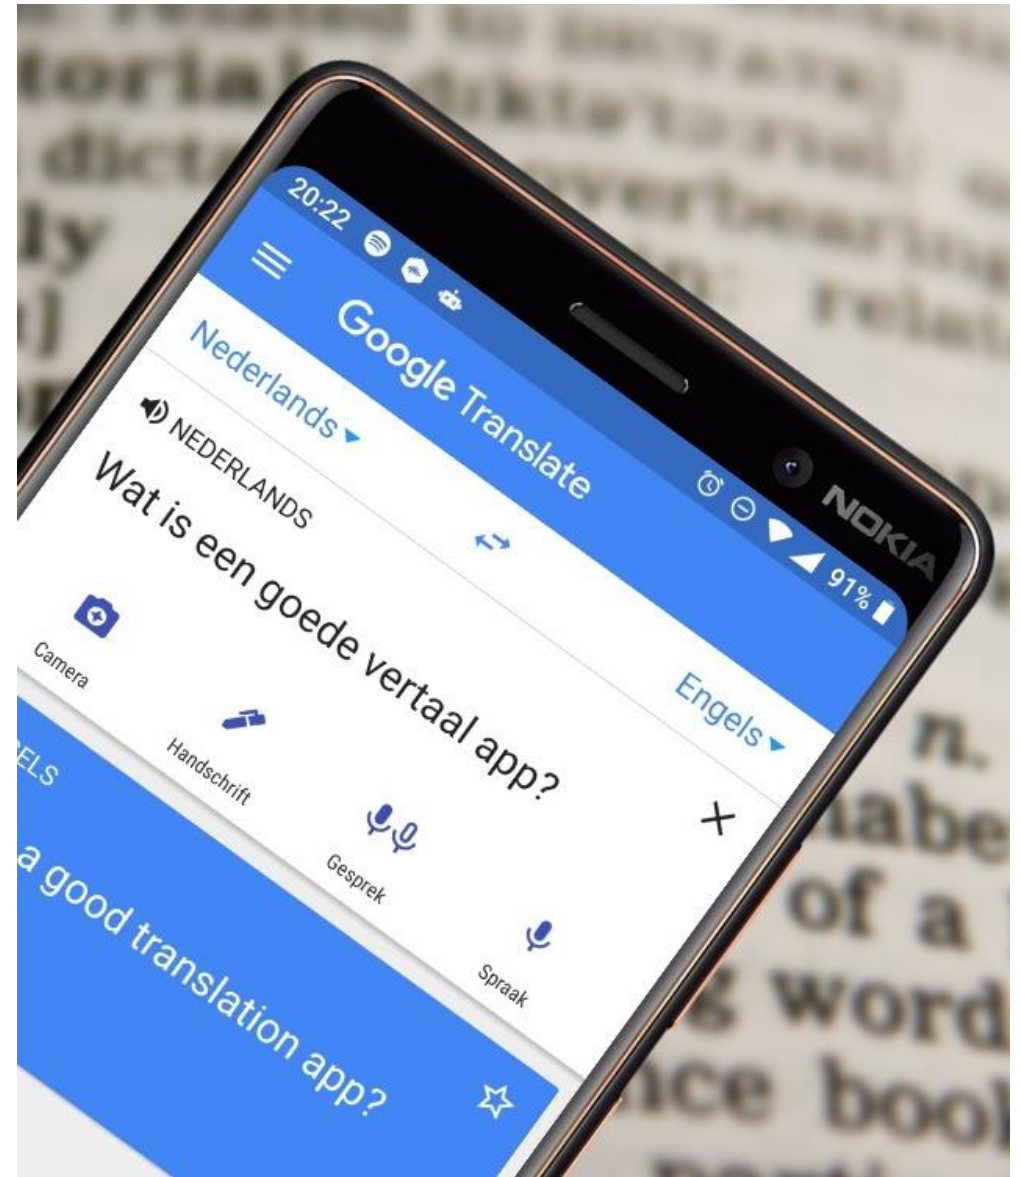 NOKIA
20:22
91%
Google Translate
Nederlands
Engels
NEDERLANDS
Wat is een goede vertaal app?
Camera
Handschrift
Gesprek
Spraak
ELS
a good translation app?
n.
of a
word
book